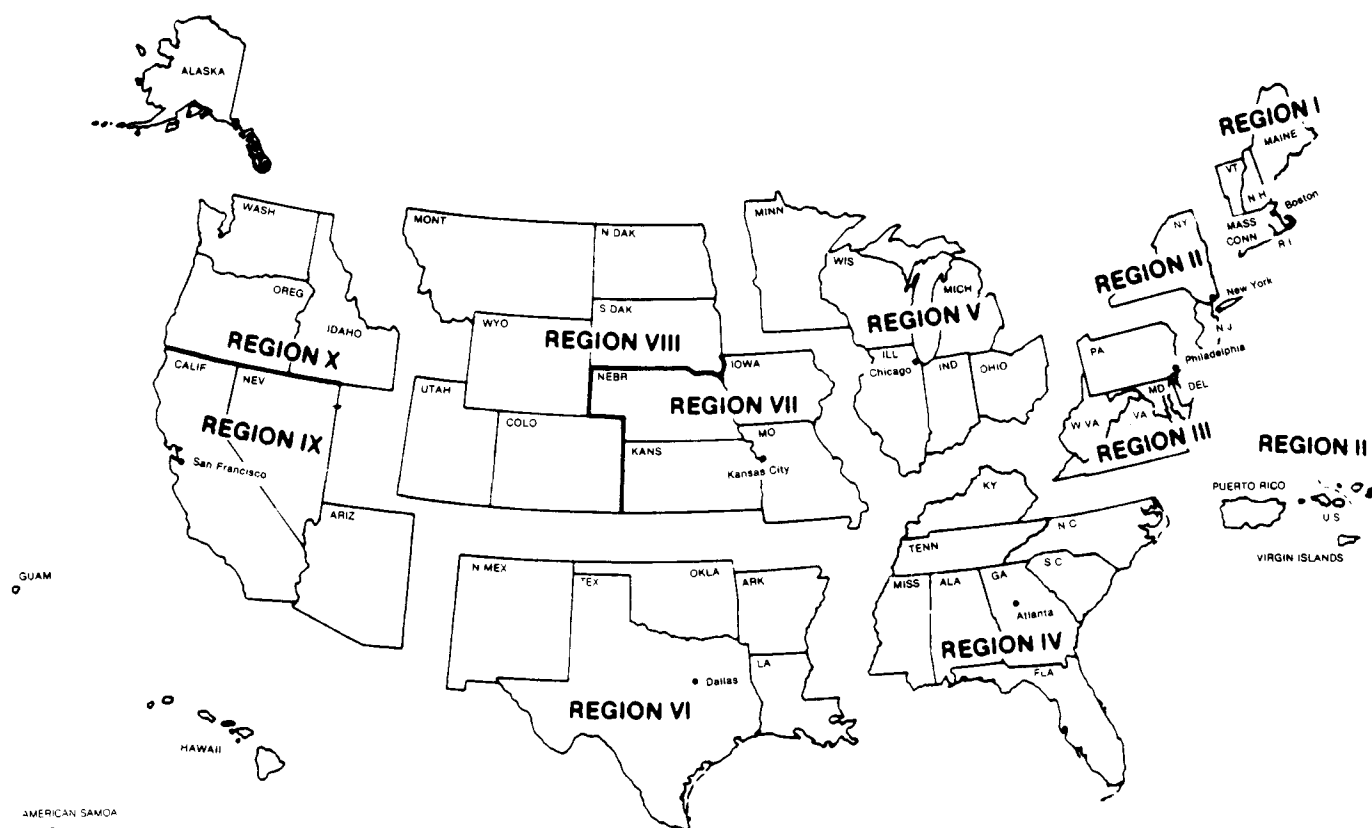 ALASKA
REGION I
MAINE
VT
N H
Boston
MASS
CONN
R I
WASH
MONT
N DAK
MINN
WIS
MICH
NY
REGION II
New York
N J
OREG
IDAHO
S DAK
WYO
REGION VIII
REGION V
REGION X
CALIF
NEV
UTAH
NEBR
IOWA
ILL
Chicago
IND
OHIO
PA
Philadelphia
MD
DEL
REGION IX
COLO
REGION VII
W VA
VA
REGION III
San Francisco
KANS
MO
Kansas City
KY
REGION II
PUERTO RICO
U S
VIRGIN ISLANDS
ARIZ
N C
TENN
S C
GUAM
N MEX
TEX
OKLA
ARK
MISS
ALA
GA
Atlanta
REGION IV
LA
FLA
Dallas
REGION VI
HAWAII
AMERICAN SAMOA